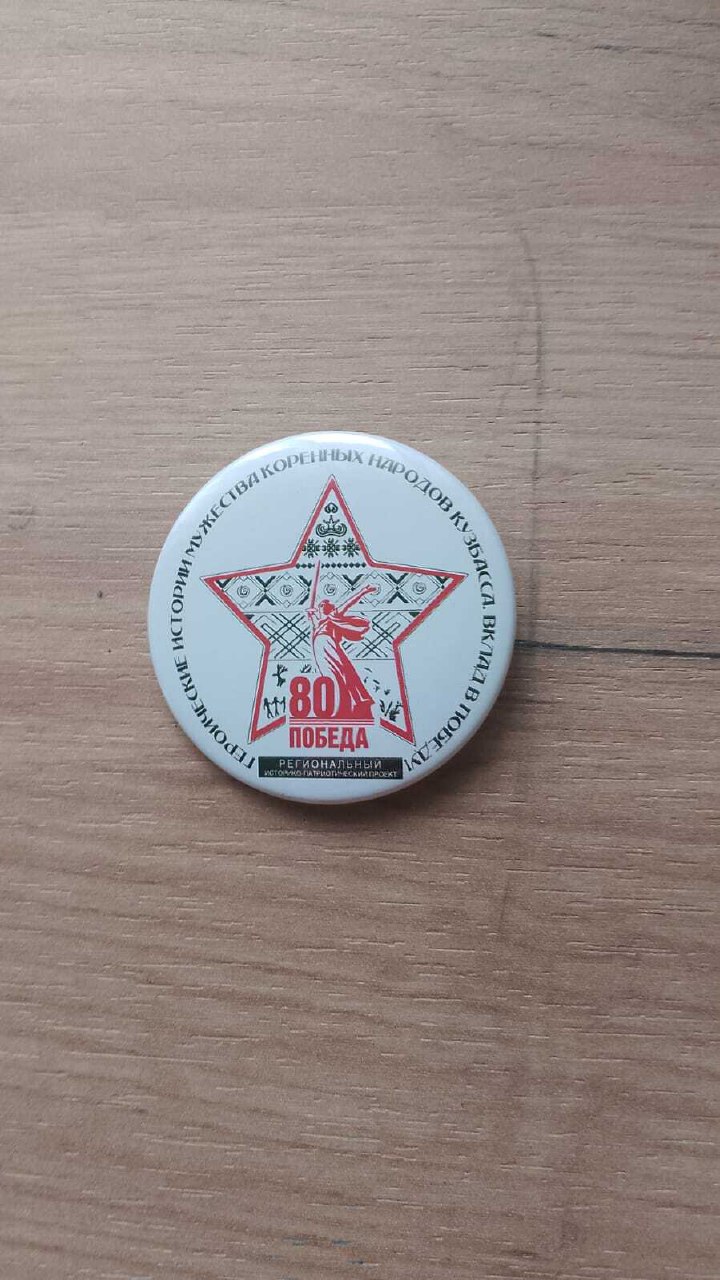 ГЕРОИЧЕСКИЕ ИСТОРИИ МУЖЕСТВА КОРЕННЫХ НАРОДОВ КУЗБАССА. ВКЛАД В ПОБЕДУ!
80
ПОБЕДА
РЕГИОНАЛЬНЫЙ
ИСТОРИКО-ПАТРИОТИЧЕСКИЙ ПРОЕКТ